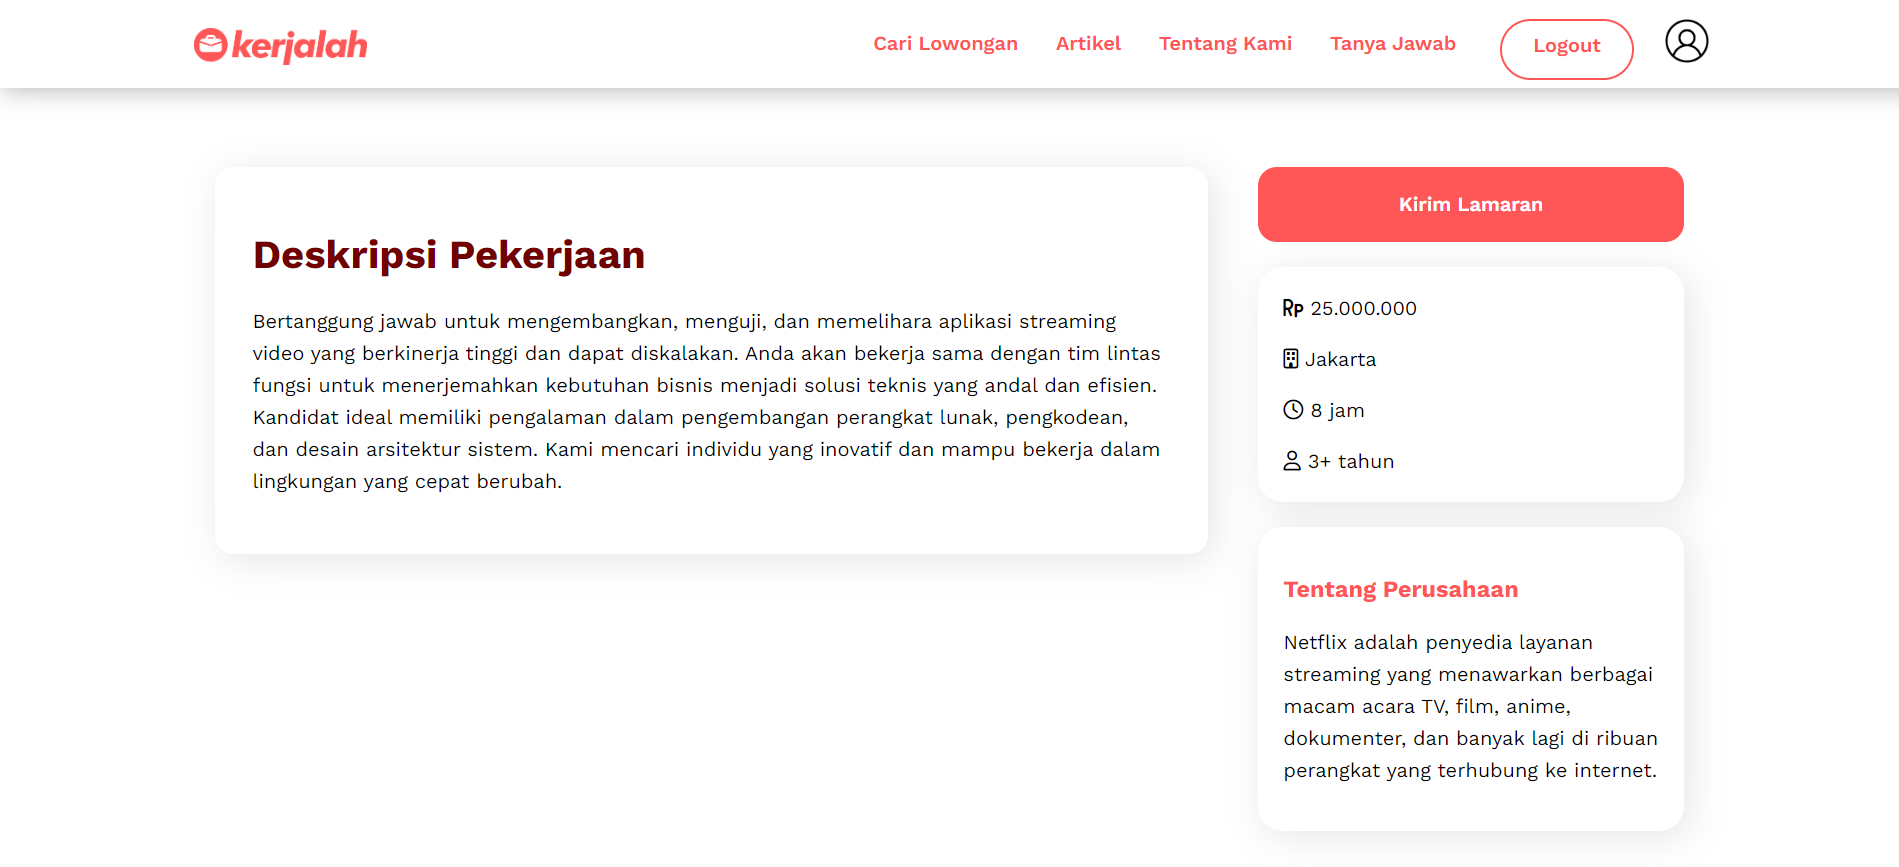 kerjalah
Cari Lowongan
Artikel
Tentang Kami
Tanya Jawab
Logout
Deskripsi Pekerjaan
Bertanggung jawab untuk mengembangkan, menguji, dan memelihara aplikasi streaming
video yang berkinerja tinggi dan dapat diskalakan. Anda akan bekerja sama dengan tim lintas
fungsi untuk menerjemahkan kebutuhan bisnis menjadi solusi teknis yang andal dan efisien.
Kandidat ideal memiliki pengalaman dalam pengembangan perangkat lunak, pengkodean,
dan desain arsitektur sistem. Kami mencari individu yang inovatif dan mampu bekerja dalam
lingkungan yang cepat berubah.
Kirim Lamaran
Rp 25.000.000
Jakarta
8 jam
3+ tahun
Tentang Perusahaan
Netflix adalah penyedia layanan
streaming yang menawarkan berbagai
macam acara TV, film, anime,
dokumenter, dan banyak lagi di ribuan
perangkat yang terhubung ke internet.